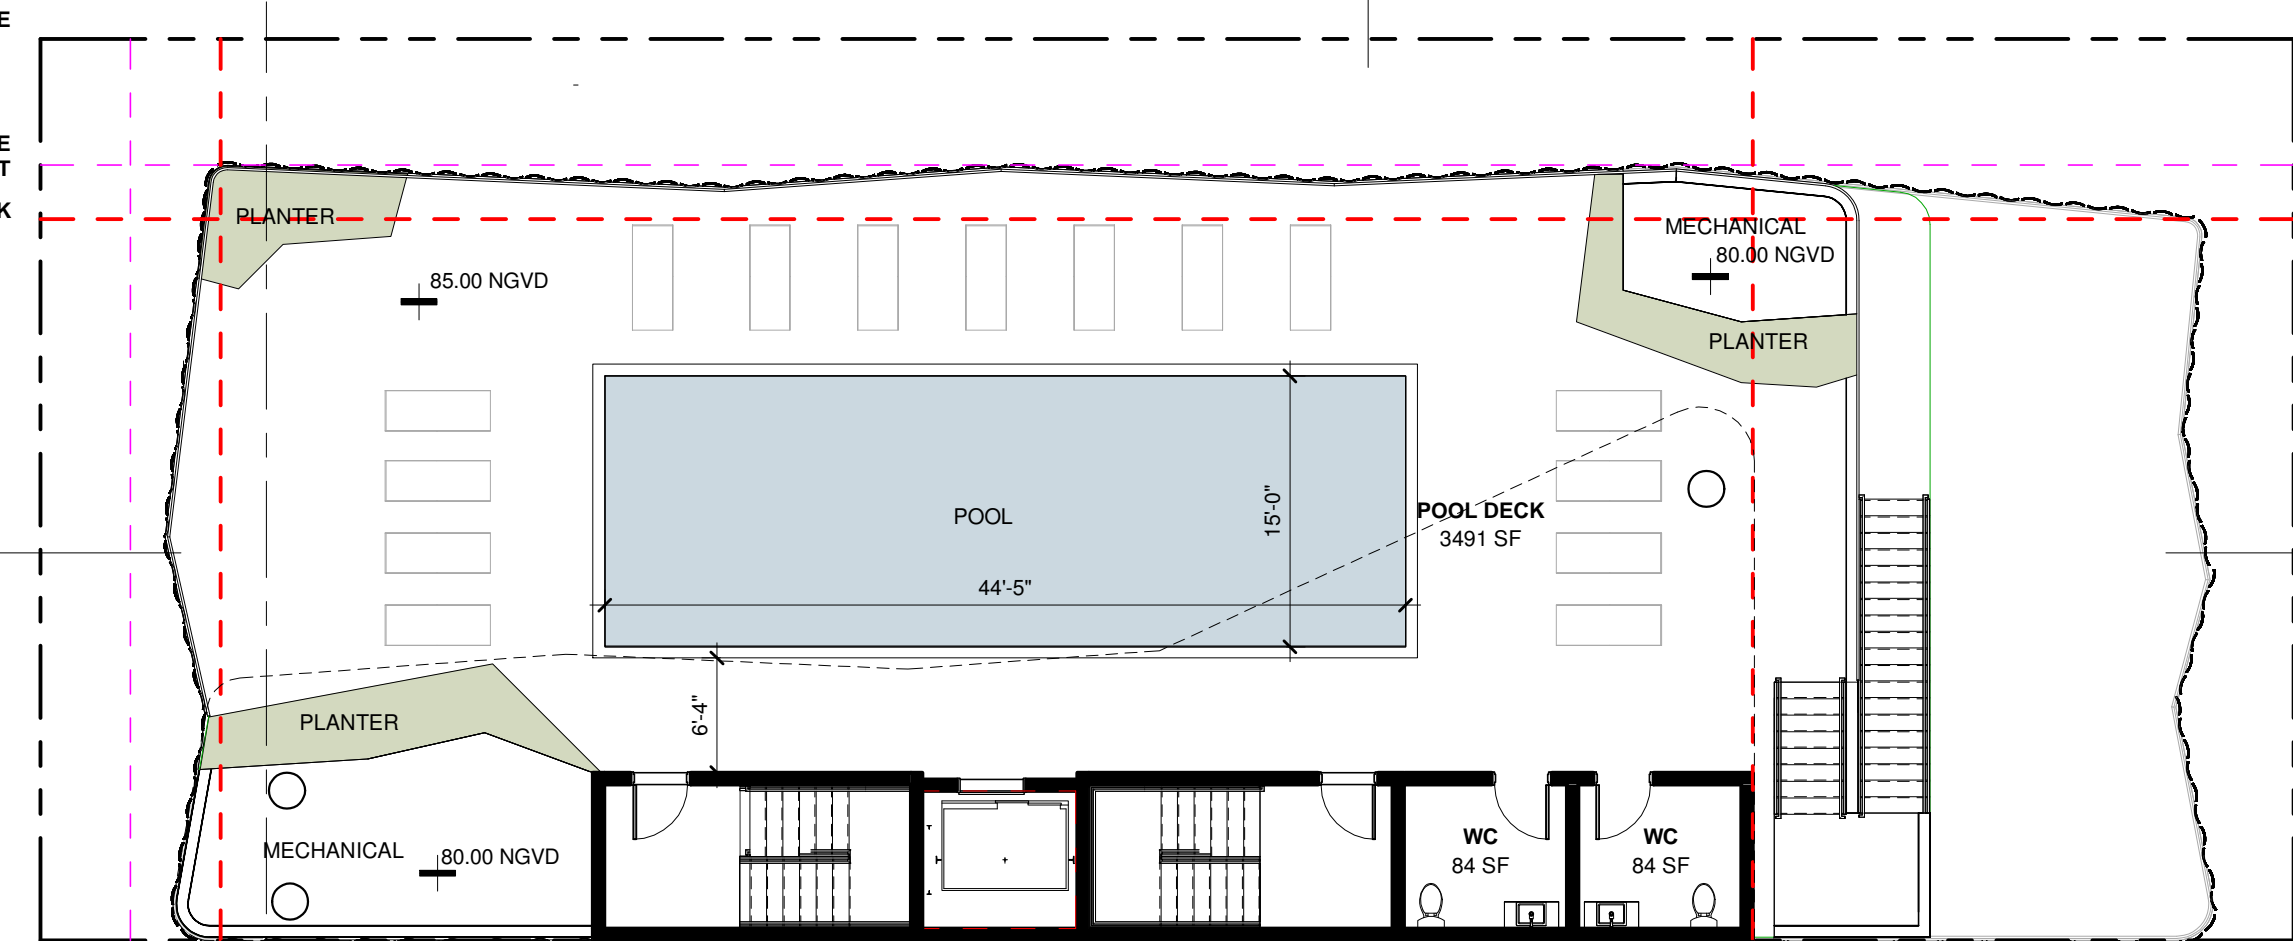 E
E
T
K
PLANTER
MECHANICAL
80.00 NGVD
85.00 NGVD
PLANTER
POOL
15'-0"
POOL DECK
3491 SF
44'-5"
6'-4"
PLANTER
MECHANICAL
80.00 NGVD
WC
84 SF
WC
84 SF